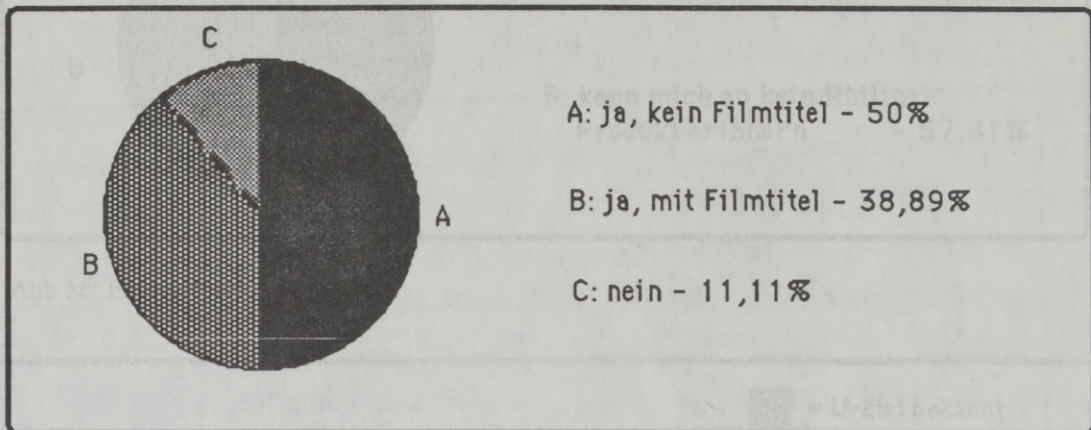 C
A: ja, kein Filmtitel - 50%
B: ja, mit Filmtitel - 38,89%
A
B
C: nein - 11,11%